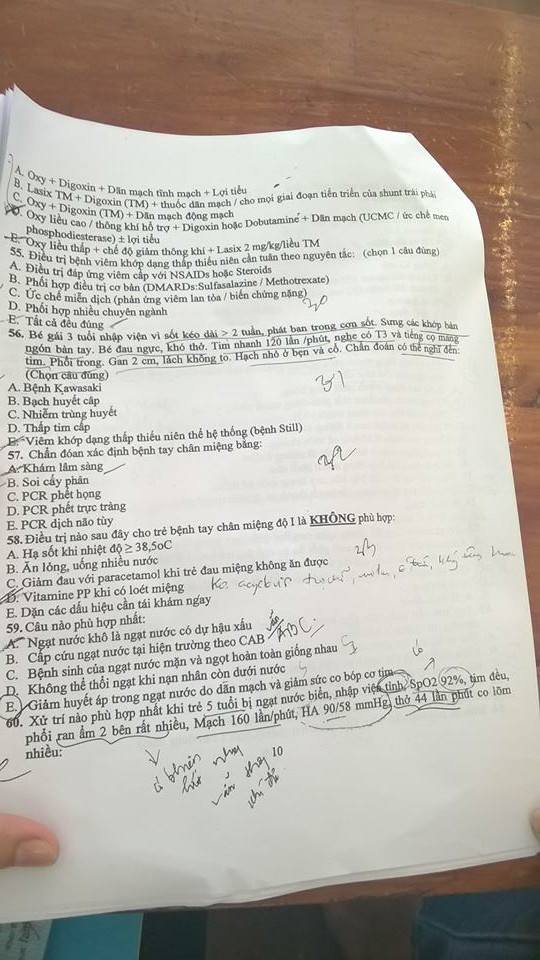 A. Oxy + Digoxin + Dãn mạch tĩnh mạch + Lợi tiểu
B. Lasix TM + Digoxin (TM) + thuốc dãn mạch / cho mọi giai đoạn tiến triển của shunt trái phải
C. Oxy + Digoxin (TM) + Dãn mạch động mạch
D. Oxy liều cao / thông khí hỗ trợ + Digoxin hoặc Dobutamine + Dãn mạch (UCMC / ức chế men
phosphodiesterase) ± lợi tiểu
E. Oxy liều thấp + chế độ giảm thông khí + Lasix 2 mg/kg/liều TM
55. Điều trị bệnh viêm khớp dạng thấp thiếu niên cần tuân theo nguyên tắc: (chọn 1 câu đúng)
A. Điều trị đáp ứng viêm cấp với NSAIDs hoặc Steroids
B. Phối hợp điều trị cơ bản (DMARDs:Sulfasalazine / Methotrexate)
C. Ức chế miễn dịch (phản ứng viêm lan tỏa / biến chứng nặng)
D. Phối hợp nhiều chuyên ngành
30
E. Tất cả đều đúng
56. Bé gái 3 tuổi nhập viện vì sốt kéo dài > 2 tuần, phát ban trong cơn sốt. Sưng các khớp bàn
ngón bàn tay. Bé đau ngực, khó thở. Tim nhanh 120 lần /phút, nghe có T3 và tiếng cọ màng
tim. Phổi trong. Gan 2 cm, lách không to. Hạch nhỏ ở bẹn và cổ. Chẩn đoán có thể nghĩ đến:
(Chọn câu đúng)
31
A. Bệnh Kawasaki
B. Bạch huyết cấp
C. Nhiễm trùng huyết
D. Thấp tim cấp
E. Viêm khớp dạng thấp thiếu niên thể hệ thống (bệnh Still)
57. Chẩn đóan xác định bệnh tay chân miệng bằng:
32
A. Khám lâm sàng
B. Soi cấy phân
C. PCR phết họng
D. PCR phết trực tràng
E. PCR dịch não tủy
58. Điều trị nào sau đây cho trẻ bệnh tay chân miệng độ I là KHÔNG phù hợp:
A. Hạ sốt khi nhiệt độ ≥ 38,5oC
B. Ăn lỏng, uống nhiều nước
33
C. Giảm đau với paracetamol khi trẻ đau miệng không ăn được
D. Vitamine PP khi có loét miệng
E. Dặn các dấu hiệu cần tái khám ngay
59. Câu nào phù hợp nhất:
A. Ngạt nước khô là ngạt nước có dự hậu xấu
B. Cấp cứu ngạt nước tại hiện trường theo CAB
ABC.
C. Bệnh sinh của ngạt nước mặn và ngọt hoàn toàn giống nhau
D. Không thể thổi ngạt khi nạn nhân còn dưới nước
E. Giảm huyết áp trong ngạt nước do dãn mạch và giảm sức co bóp cơ tim
60. Xử trí nào phù hợp nhất khi trẻ 5 tuổi bị ngạt nước biển, nhập viện tỉnh, SpO2 92%, tím đều,
phổi ran ẩm 2 bên rất nhiều, Mạch 160 lần/phút, HA 90/58 mmHg, thở 44 lần phút co lõm
nhiều:
10